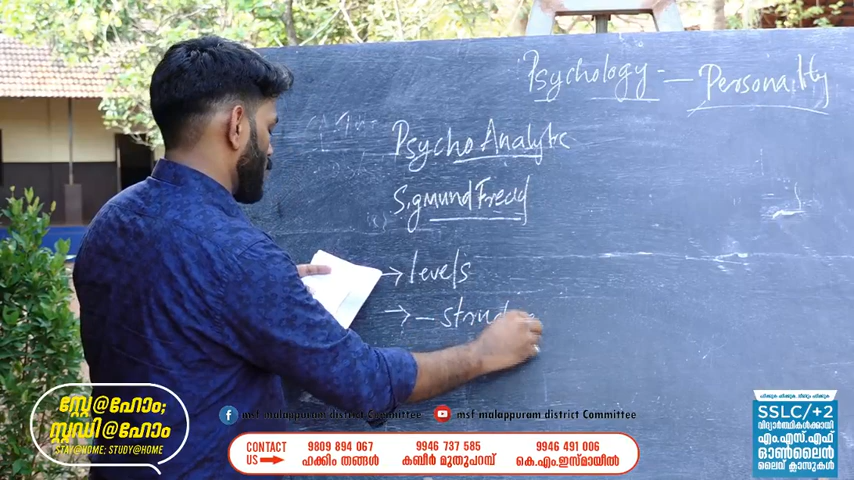 Psychology - Personality
Psycho Analytic
Sigmund Freud
→ levels
→ - struct
സ്റ്റേ@ഹോം;
സ്റ്റഡി@ഹോം
STAY@HOME; STUDY@HOME
msf malappuram district Committee
msf malappuram district Committee
CONTACT US
9809 894 067
ഹക്കിം തങ്ങൾ
9946 737 585
കബീർ മുതുപറമ്പ്
9946 491 006
കെ.എം.ഇസ്മായീൽ
SSLC/+2
വിദ്യാർത്ഥികൾക്കായി
എം.എസ്.എഫ്
ഓൺലൈൻ
ലൈവ് ക്ലാസുകൾ